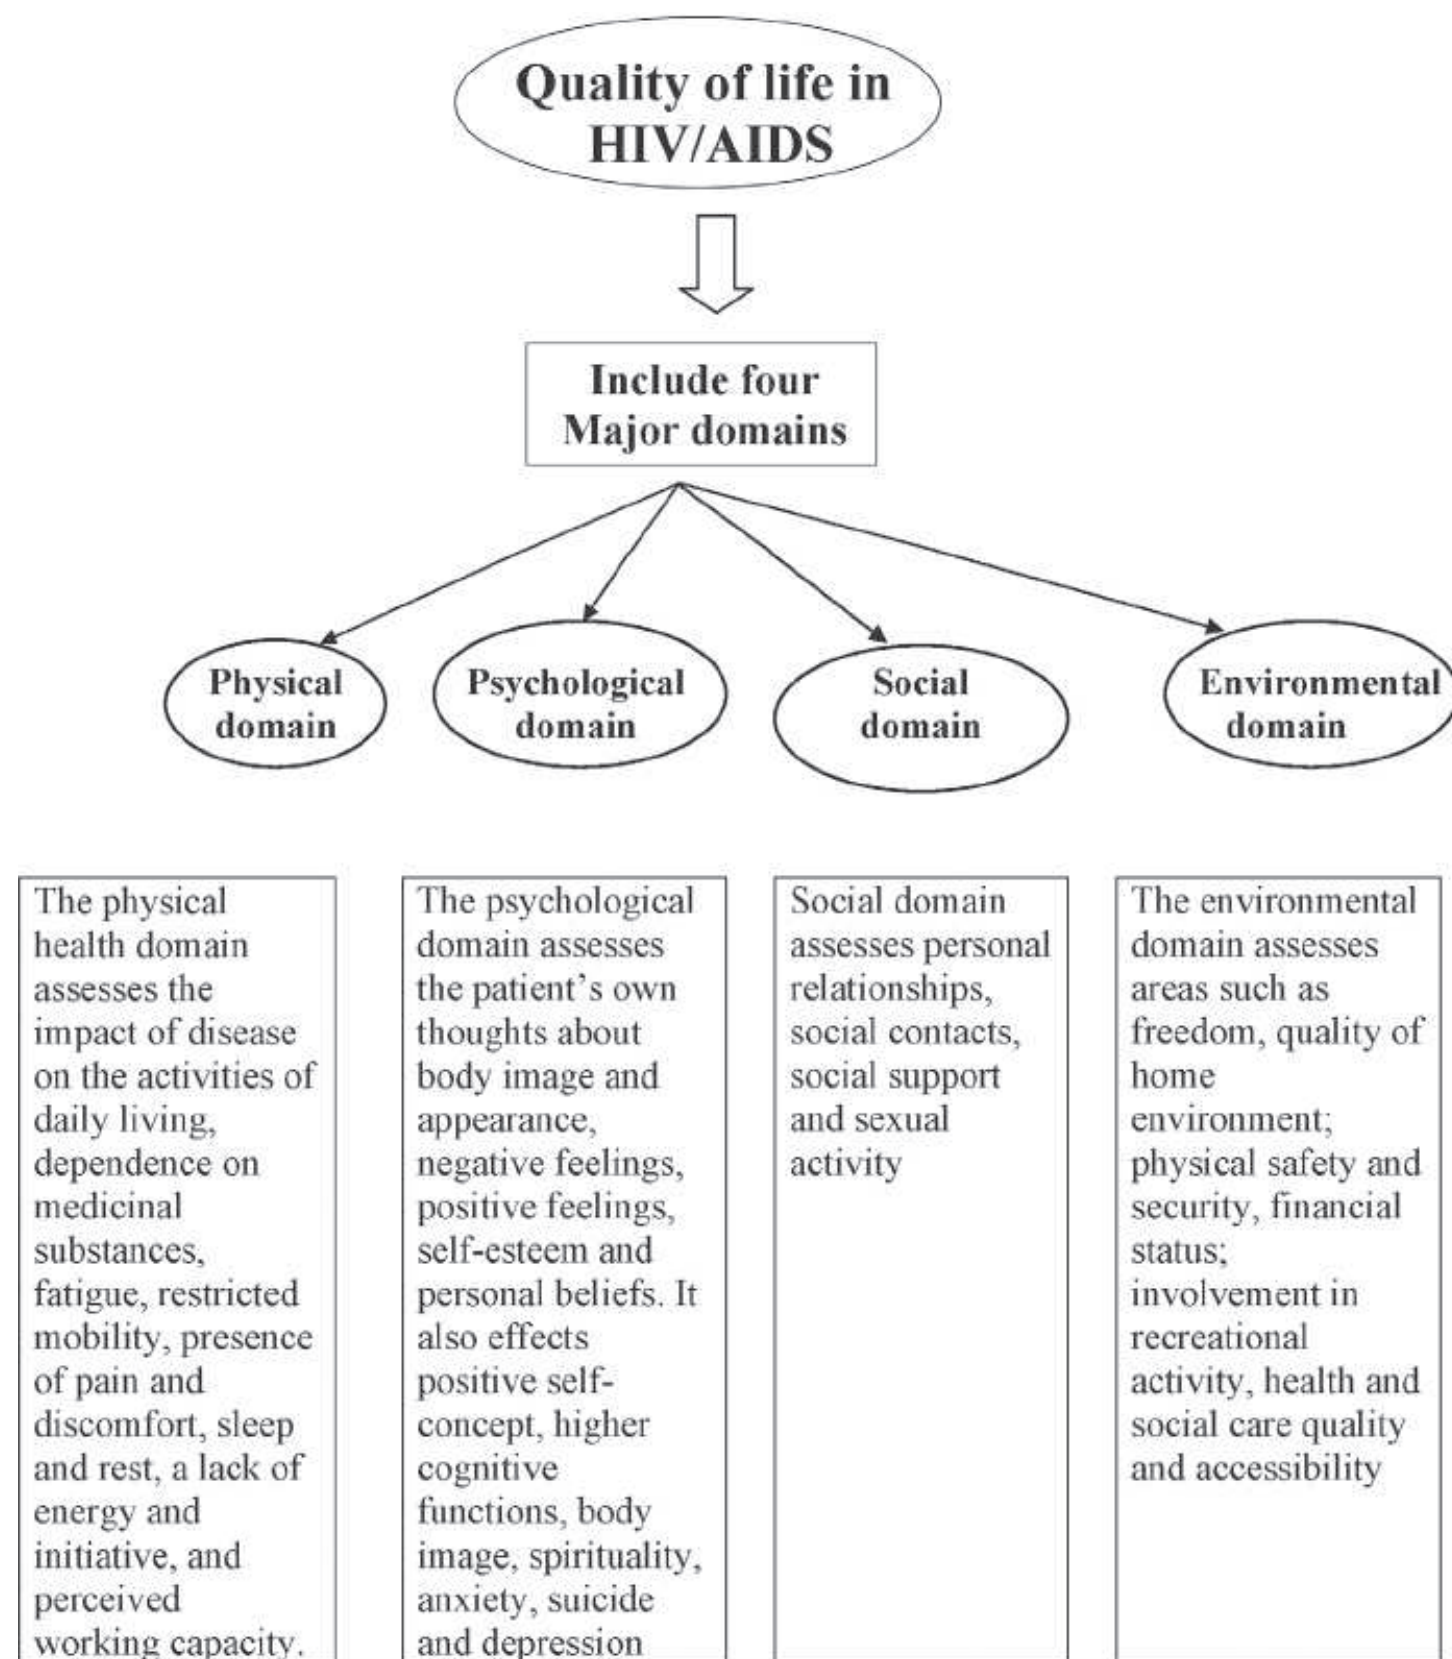 Quality of life in
HIV/AIDS
Include four
Major domains
Physical
domain
Psychological
domain
Social
domain
Environmental
domain
The physical
health domain
assesses the
impact of disease
on the activities of
daily living,
dependence on
medicinal
substances,
fatigue, restricted
mobility, presence
of pain and
discomfort, sleep
and rest, a lack of
energy and
initiative, and
perceived
working capacity.
The psychological
domain assesses
the patient’s own
thoughts about
body image and
appearance,
negative feelings,
positive feelings,
self-esteem and
personal beliefs. It
also effects
positive self-
concept, higher
cognitive
functions, body
image, spirituality,
anxiety, suicide
and depression
Social domain
assesses personal
relationships,
social contacts,
social support
and sexual
activity
The environmental
domain assesses
areas such as
freedom, quality of
home
environment;
physical safety and
security, financial
status;
involvement in
recreational
activity, health and
social care quality
and accessibility